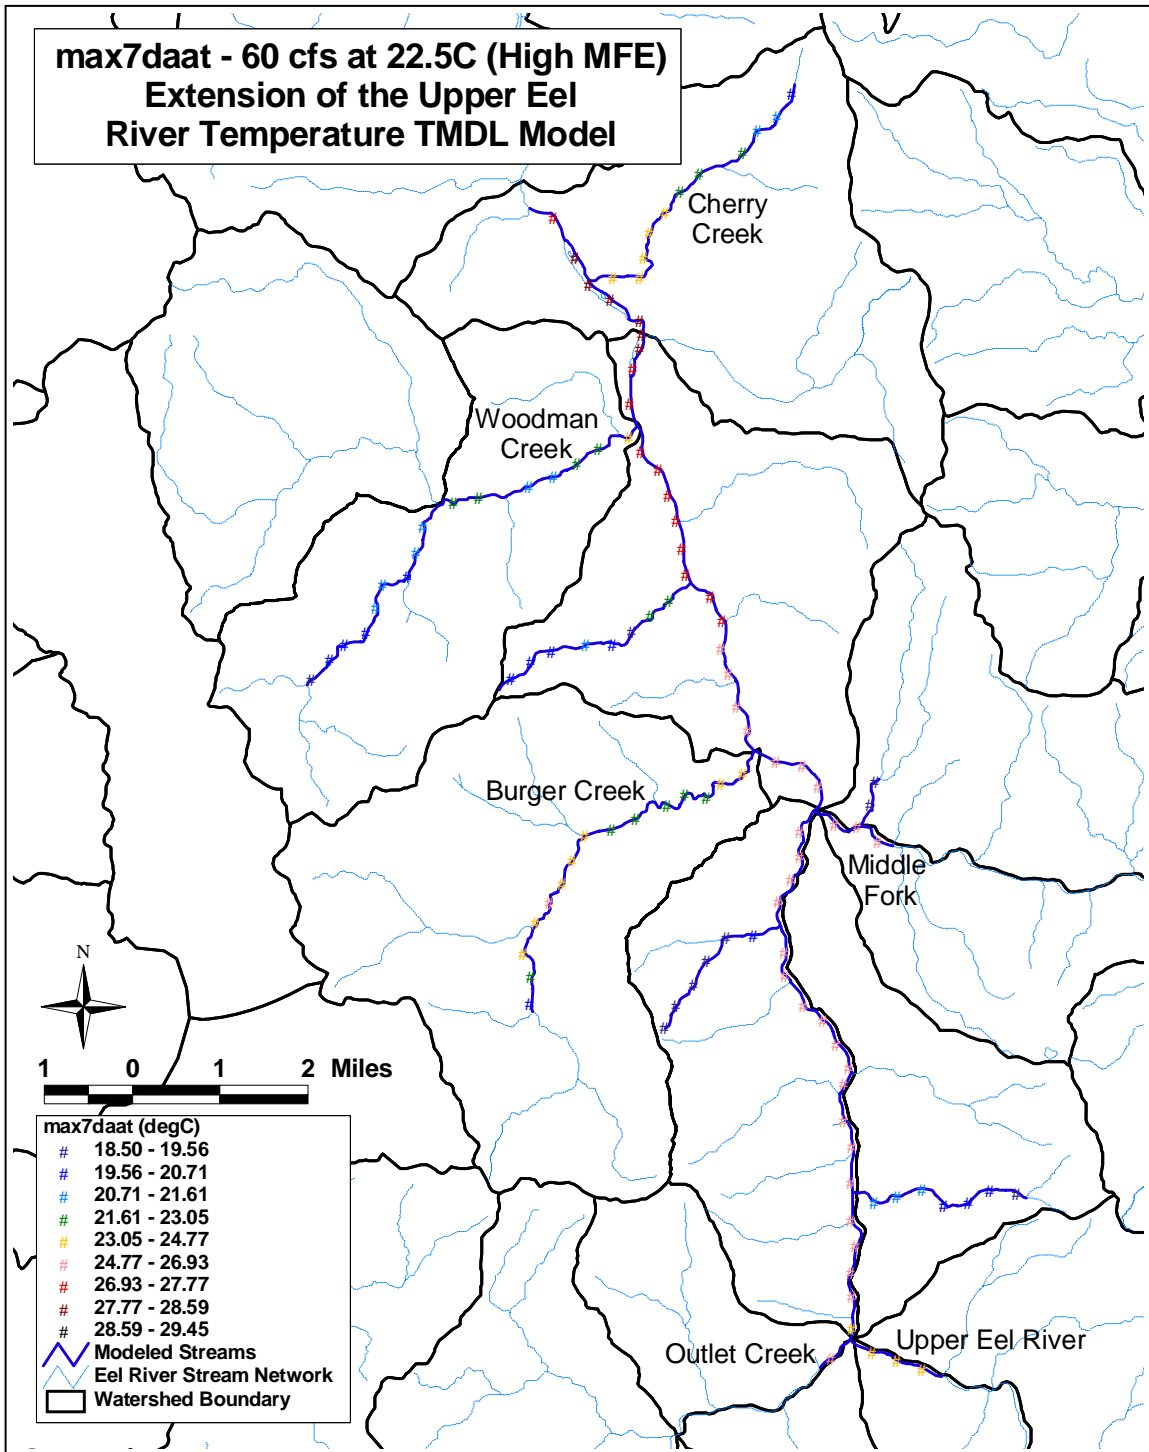 max7daat - 60 cfs at 22.5C (High MFE)
Extension of the Upper Eel
River Temperature TMDL Model
Cherry
Creek
Woodman
Creek
Burger Creek
Middle
Fork
N
1 0 1 2 Miles
max7daat (degC)
# 18.50 - 19.56
# 19.56 - 20.71
# 20.71 - 21.61
# 21.61 - 23.05
# 23.05 - 24.77
# 24.77 - 26.93
# 26.93 - 27.77
# 27.77 - 28.59
# 28.59 - 29.45
Modeled Streams
Eel River Stream Network
Watershed Boundary
Outlet Creek
Upper Eel River